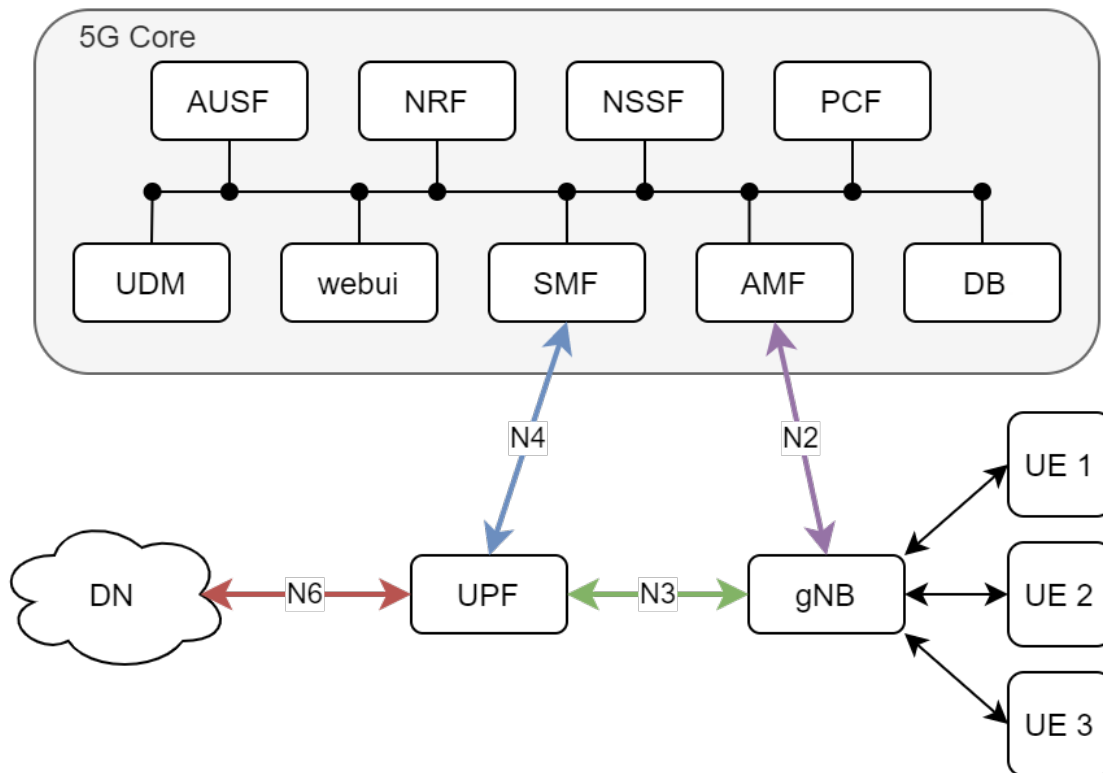 5G Core
AUSF
NRF
NSSF
PCF
UDM
webui
SMF
AMF
DB
N4
N2
UE 1
DN
N6
UPF
N3
gNB
UE 2
UE 3